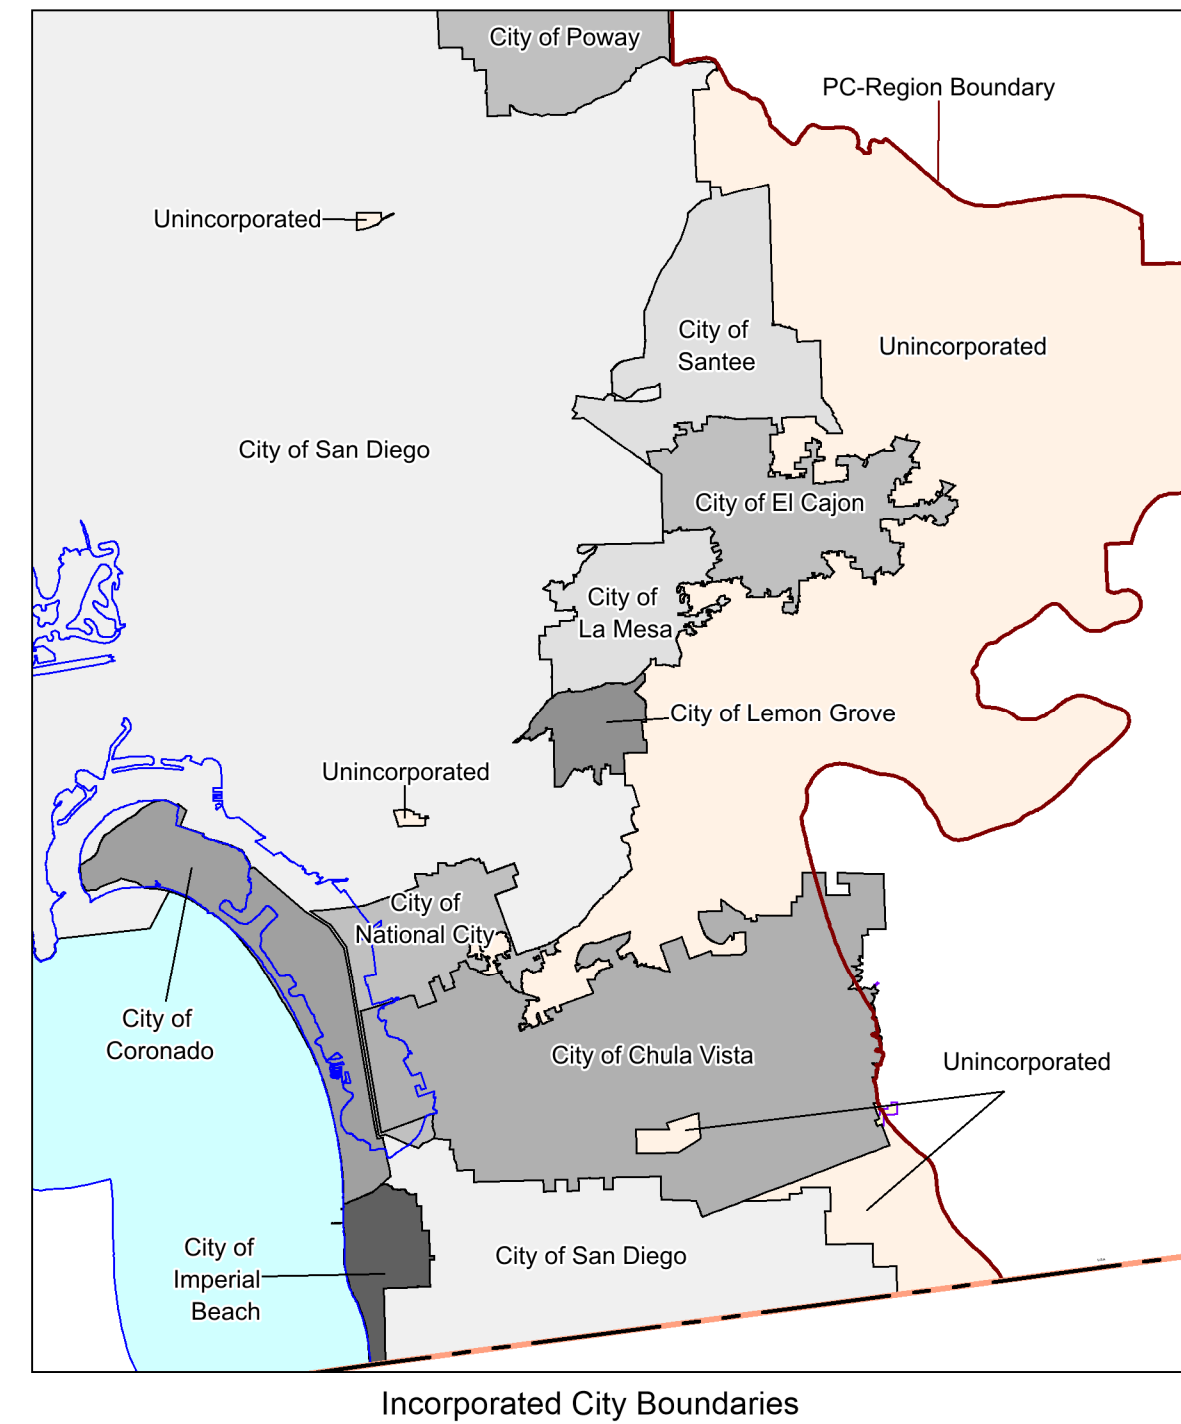 City of Poway
PC-Region Boundary
Unincorporated
City of
Santee
Unincorporated
City of San Diego
City of El Cajon
City of
La Mesa
City of Lemon Grove
Unincorporated
City of
National City
City of
Coronado
City of Chula Vista
Unincorporated
City of
Imperial
Beach
City of San Diego
Incorporated City Boundaries